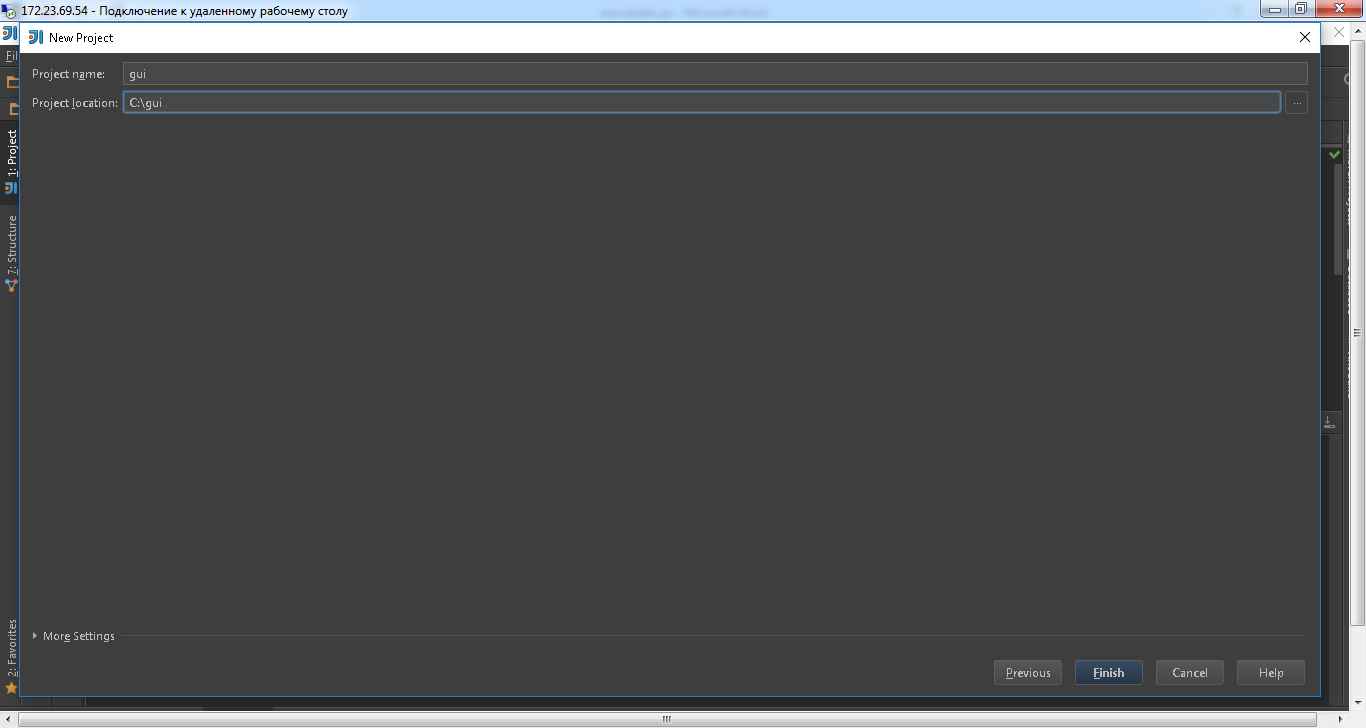 172.23.69.54 - Подключение к удаленному рабочему столу
New Project
Fil
Project name: gui
Project location: C:\gui
...
1: Project
7: Structure
2: Favorites
More Settings
Previous Finish Cancel Help